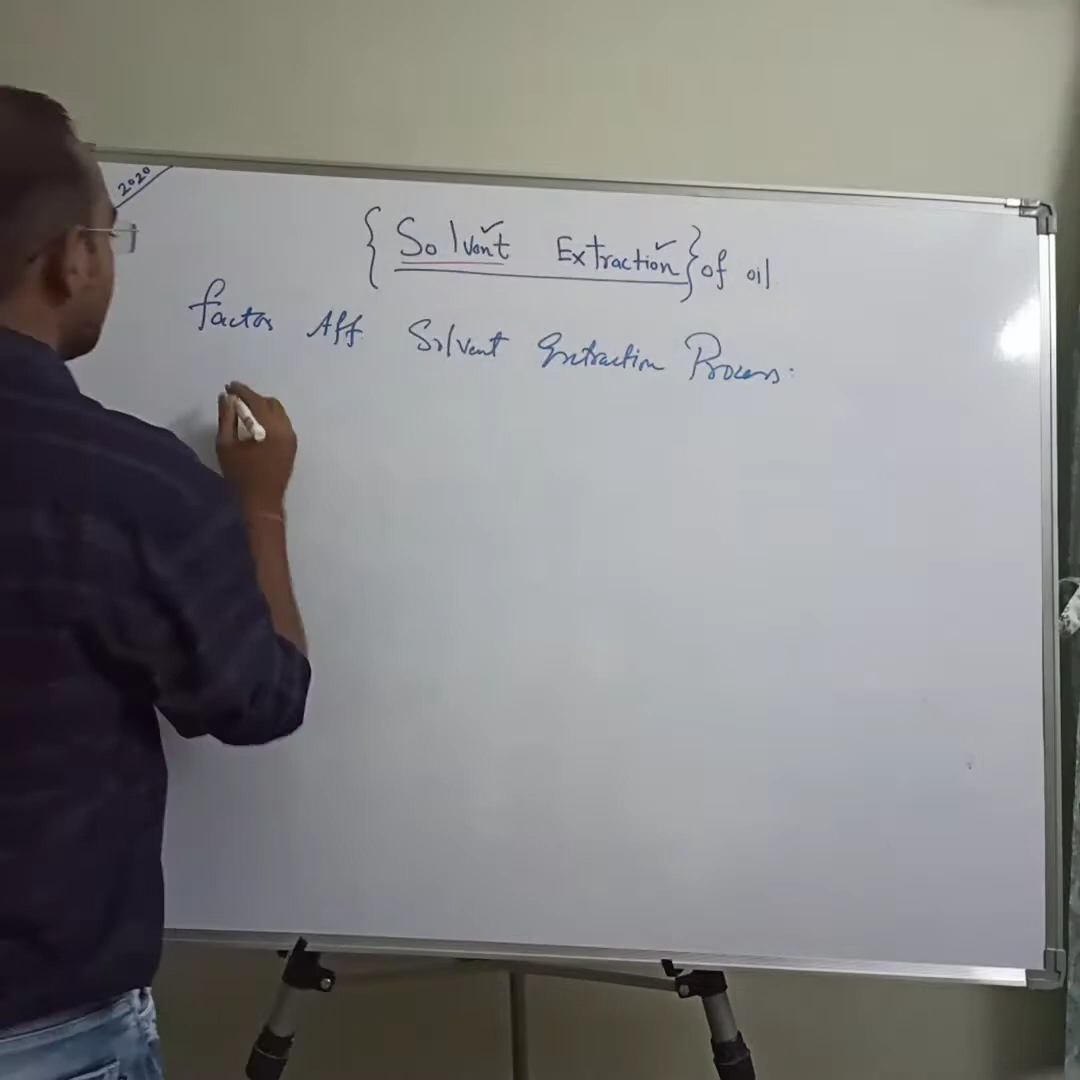 2020
{Solvent Extraction} of oil
factors Aff. Solvent Extraction Process.